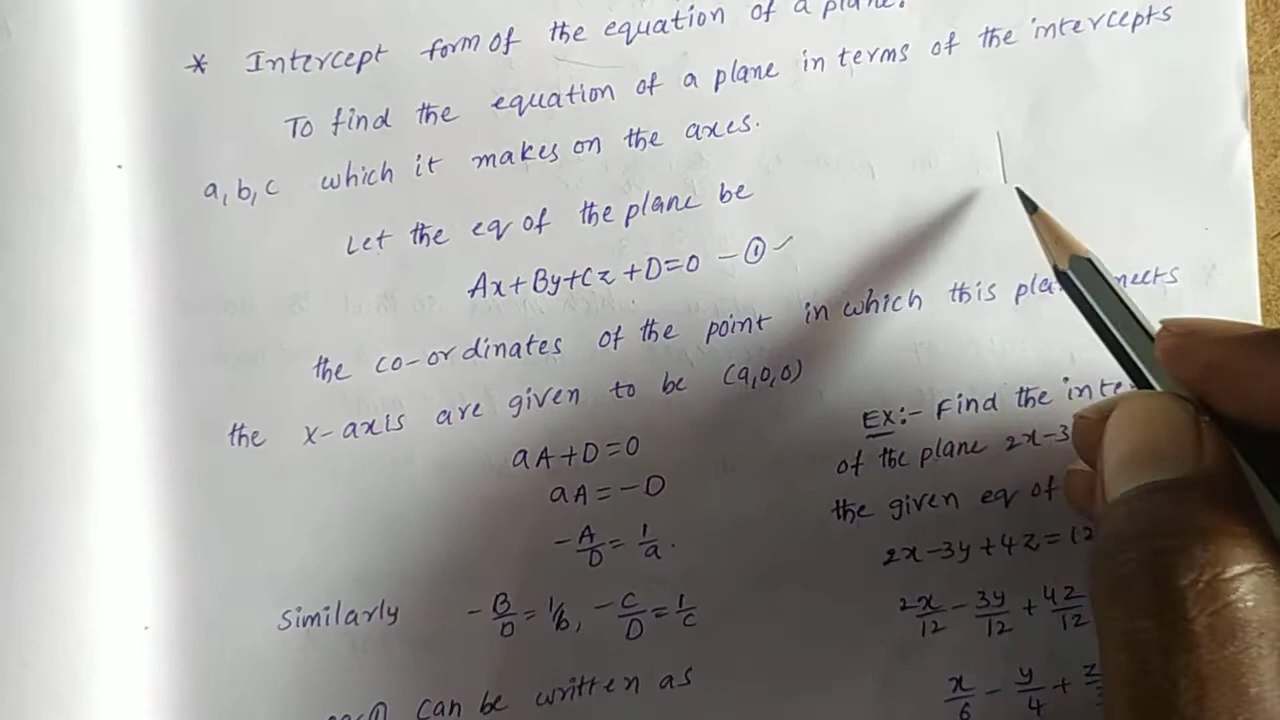 * Intercept form of the equation of a plane.
To find the equation of a plane in terms of the intercepts
a,b,c which it makes on the axes.
Let the eq of the plane be
Ax+By+Cz+D=0 -①
the co-ordinates of the point in which this meets
the x-axis are given to be (a,0,0)
aA+D=0
aA=-D
-A/D=1/a.
Similarly -B/D=1/b, -C/D=1/c
can be written as
EX:- Find the
of the plane 2x-3
the given eq of
2x-3y+4z=12
2x/12-3y/12+4z/12
x/6-y/4+